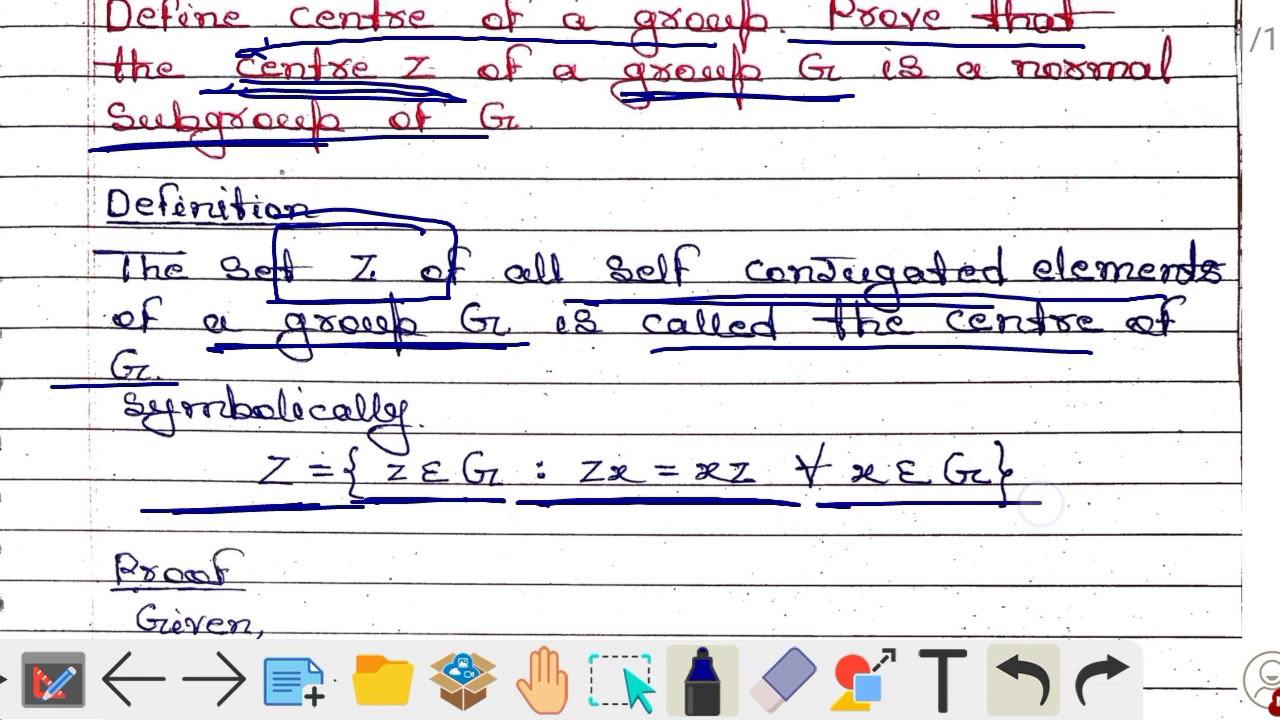 Define centre of a group. Prove that
the centre Z of a group G is a normal
Subgroup of G
Definition
The Set Z of all self conjugated elements
of a group G is called the centre of
G.
Symbolically.
Z = { z ε G : zx = xz ∀ x ε G }
Proof
Given,
/1
T